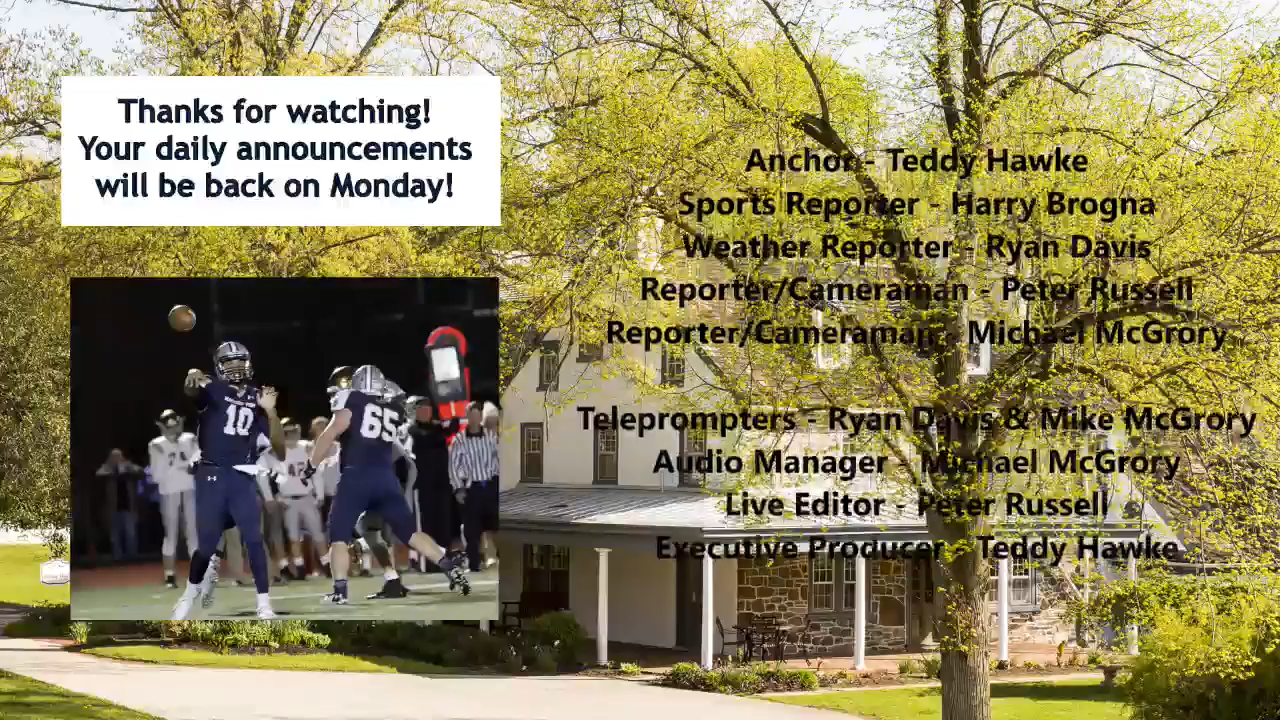 Thanks for watching!
Your daily announcements
will be back on Monday!
Anchor - Teddy Hawke
Sports Reporter - Harry Brogna
Weather Reporter - Ryan Davis
Reporter/Cameraman - Peter Russell
Reporter/Cameraman - Michael McGrory
Teleprompters - Ryan Davis & Mike McGrory
Audio Manager - Michael McGrory
Live Editor - Peter Russell
Executive Producer - Teddy Hawke
10
65